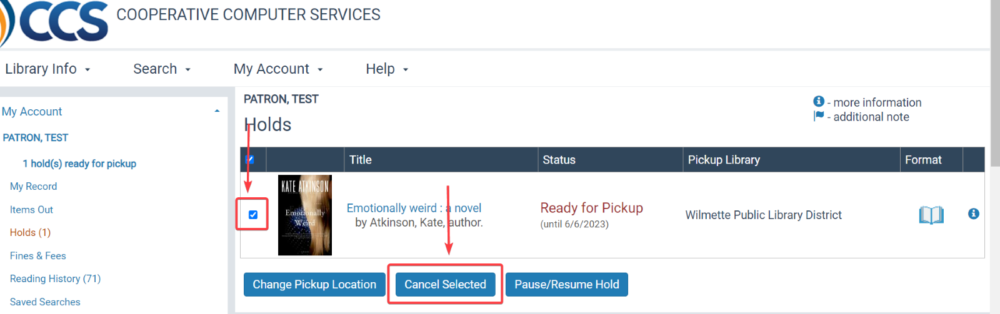 CCS COOPERATIVE COMPUTER SERVICES
Library Info Search My Account Help
My Account
PATRON, TEST
1 hold(s) ready for pickup
My Record
Items Out
Holds (1)
Fines & Fees
Reading History (71)
Saved Searches
PATRON, TEST
Holds
- more information
- additional note
Title Status Pickup Library Format
KATE ATKINSON
Emotionally
Weird
Emotionally weird : a novel
by Atkinson, Kate, author.
Ready for Pickup
(until 6/6/2023)
Wilmette Public Library District
Change Pickup Location Cancel Selected Pause/Resume Hold